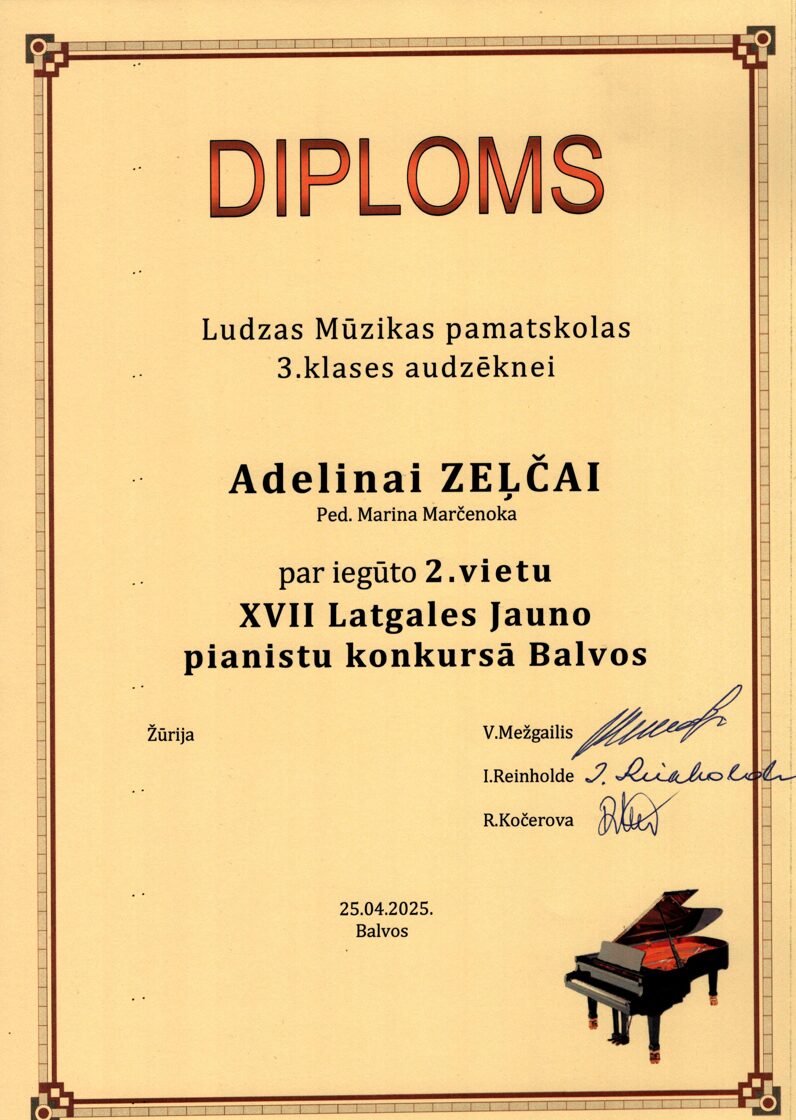 DIPLOMS
Ludzas Mūzikas pamatskolas
3.klases audzēknei
Adelinai ZEĻČAI
Ped. Marina Marčenoka
par iegūto 2.vietu
XVII Latgales Jauno
pianistu konkursā Balvos
Žūrija
V.Mežgailis
I.Reinholde I. Reinholde
R.Kočerova
25.04.2025.
Balvos